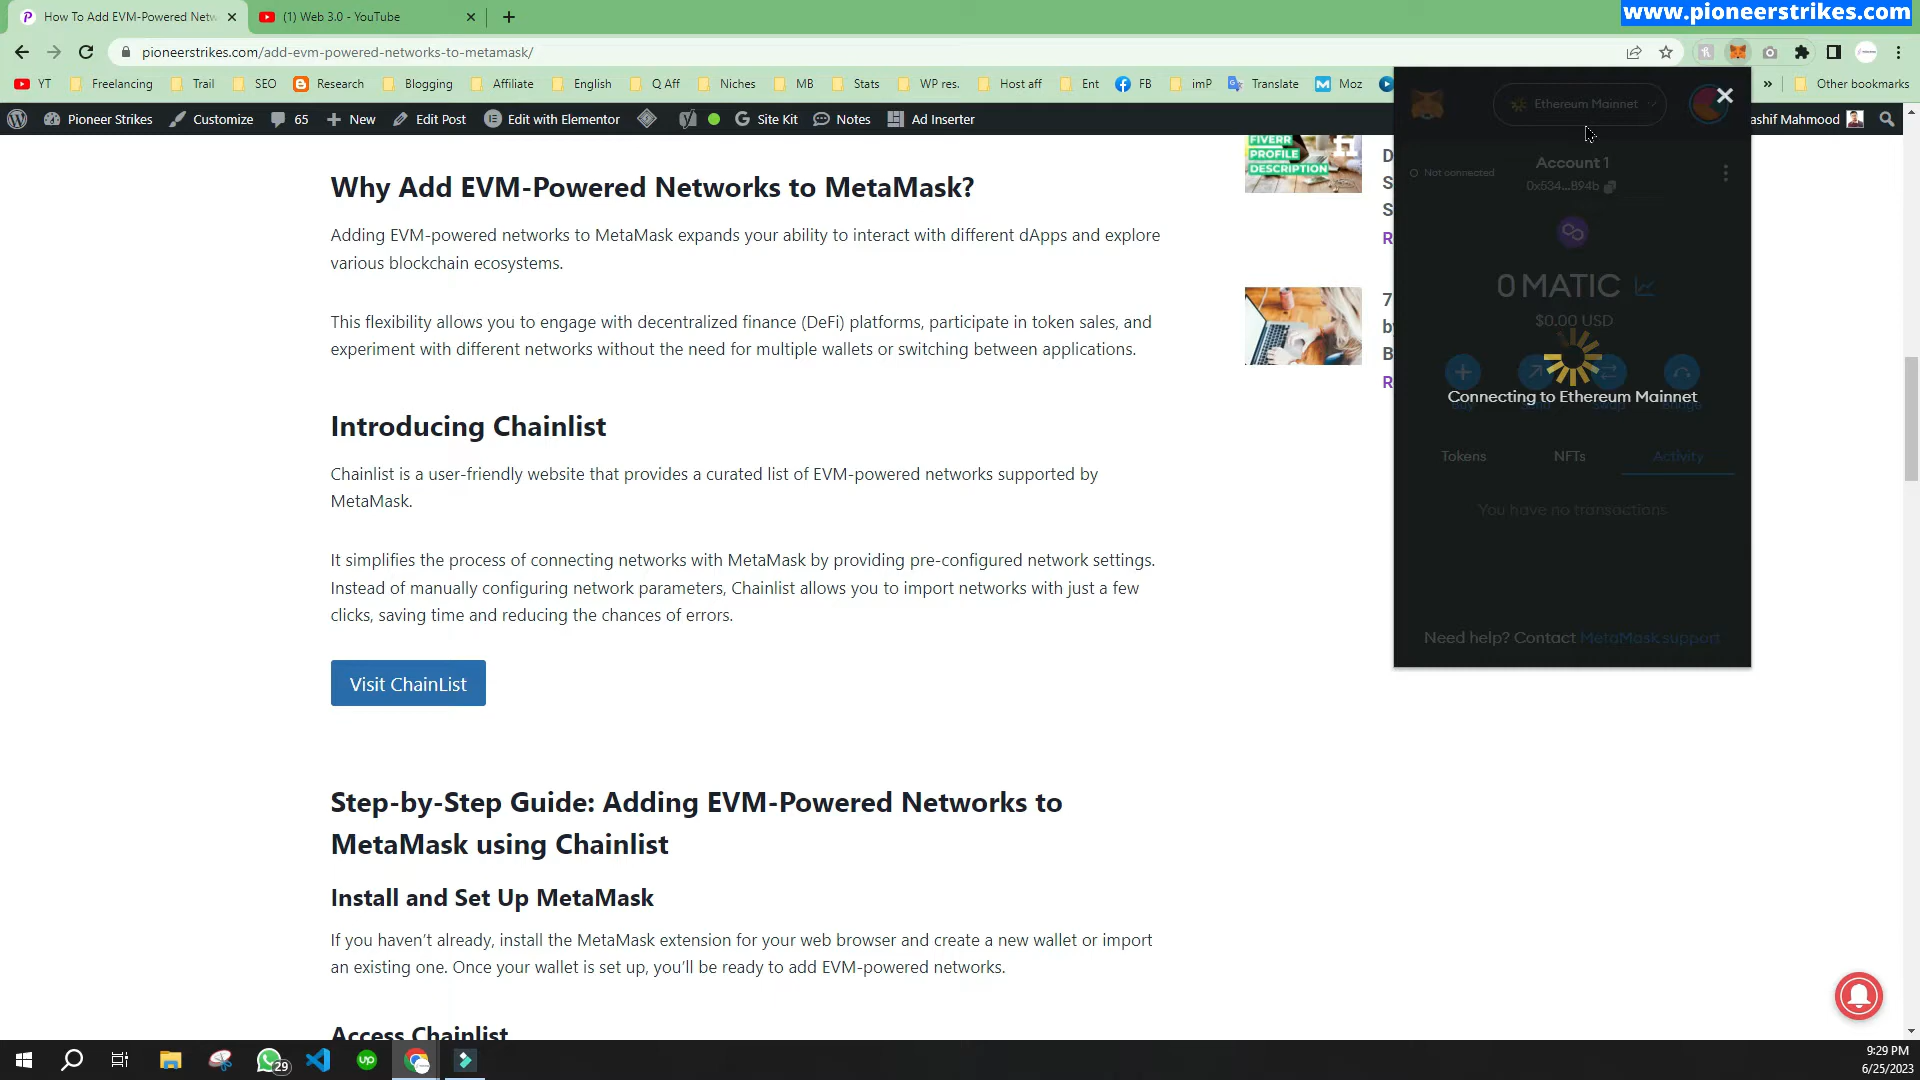 www.pioneerstrikes.com
How To Add EVM-Powered Netw
(1) Web 3.0 - YouTube
pioneerstrikes.com/add-evm-powered-networks-to-metamask/
YT Freelancing Trail SEO Research Blogging Affiliate English Q Aff Niches MB Stats WP res. Host aff Ent FB imP Translate Moz » Other bookmarks
Pioneer Strikes Customize 65 New Edit Post Edit with Elementor Site Kit Notes Ad Inserter ashif Mahmood
Why Add EVM-Powered Networks to MetaMask?
Adding EVM-powered networks to MetaMask expands your ability to interact with different dApps and explore
various blockchain ecosystems.
This flexibility allows you to engage with decentralized finance (DeFi) platforms, participate in token sales, and
experiment with different networks without the need for multiple wallets or switching between applications.
Introducing Chainlist
Chainlist is a user-friendly website that provides a curated list of EVM-powered networks supported by
MetaMask.
It simplifies the process of connecting networks with MetaMask by providing pre-configured network settings.
Instead of manually configuring network parameters, Chainlist allows you to import networks with just a few
clicks, saving time and reducing the chances of errors.
Visit ChainList
Step-by-Step Guide: Adding EVM-Powered Networks to
MetaMask using Chainlist
Install and Set Up MetaMask
If you haven't already, install the MetaMask extension for your web browser and create a new wallet or import
an existing one. Once your wallet is set up, you'll be ready to add EVM-powered networks.
Access Chainlist
FIVERR
PROFILE
DESCRIPTION
D
S
S
R
7
b
B
R
Ethereum Mainnet
Account 1
Not connected
0x534...894b
0 MATIC
$0.00 USD
Connecting to Ethereum Mainnet
Buy Send Swap Bridge
Tokens NFTs Activity
You have no transactions
Need help? Contact MetaMask support
29
up
9:29 PM
6/25/2023